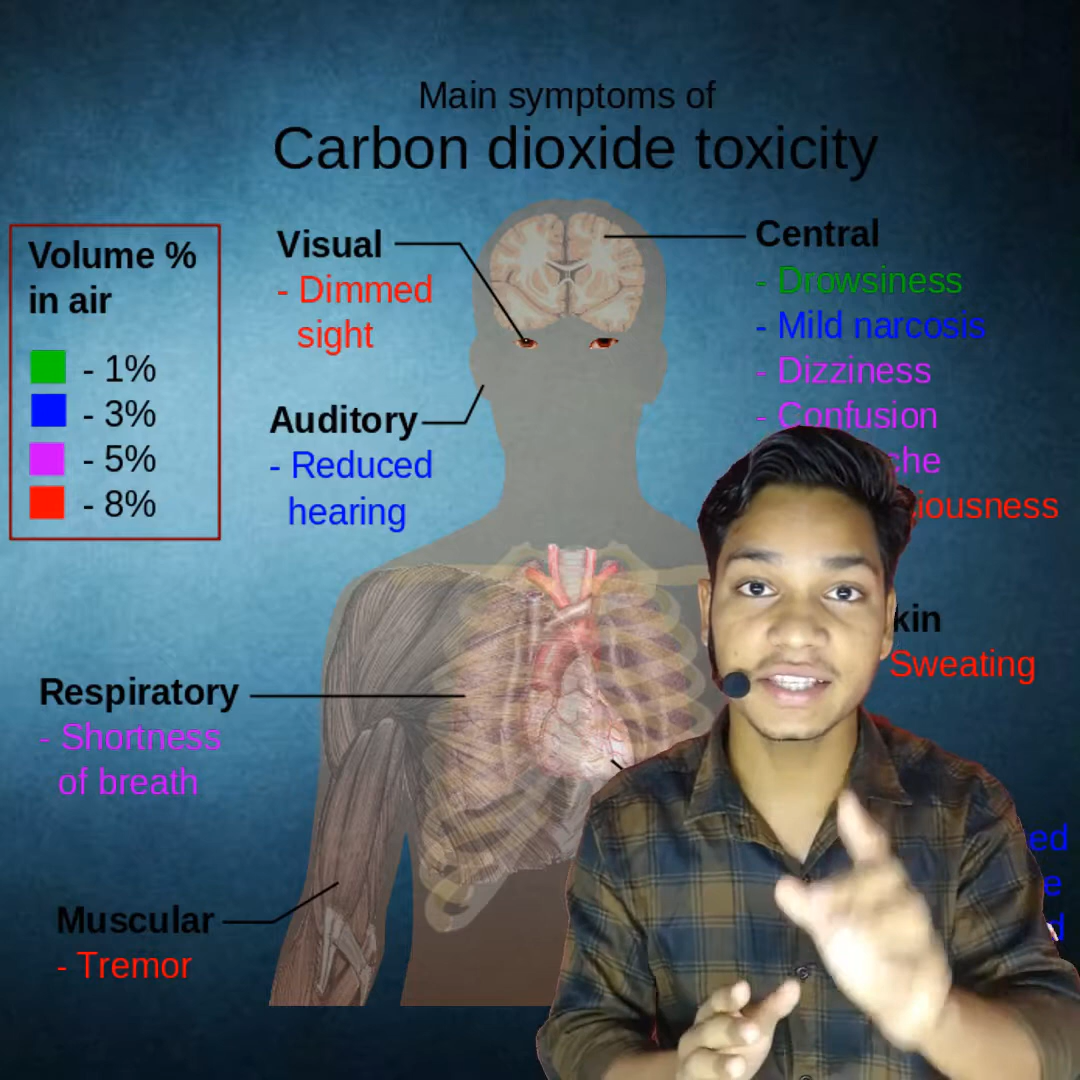 Main symptoms of
Carbon dioxide toxicity
Volume %
in air
- 1%
- 3%
- 5%
- 8%
Visual
- Dimmed
sight
Auditory
- Reduced
hearing
Central
- Drowsiness
- Mild narcosis
- Dizziness
- Confusion
Sweating
Respiratory
- Shortness
of breath
Muscular
- Tremor